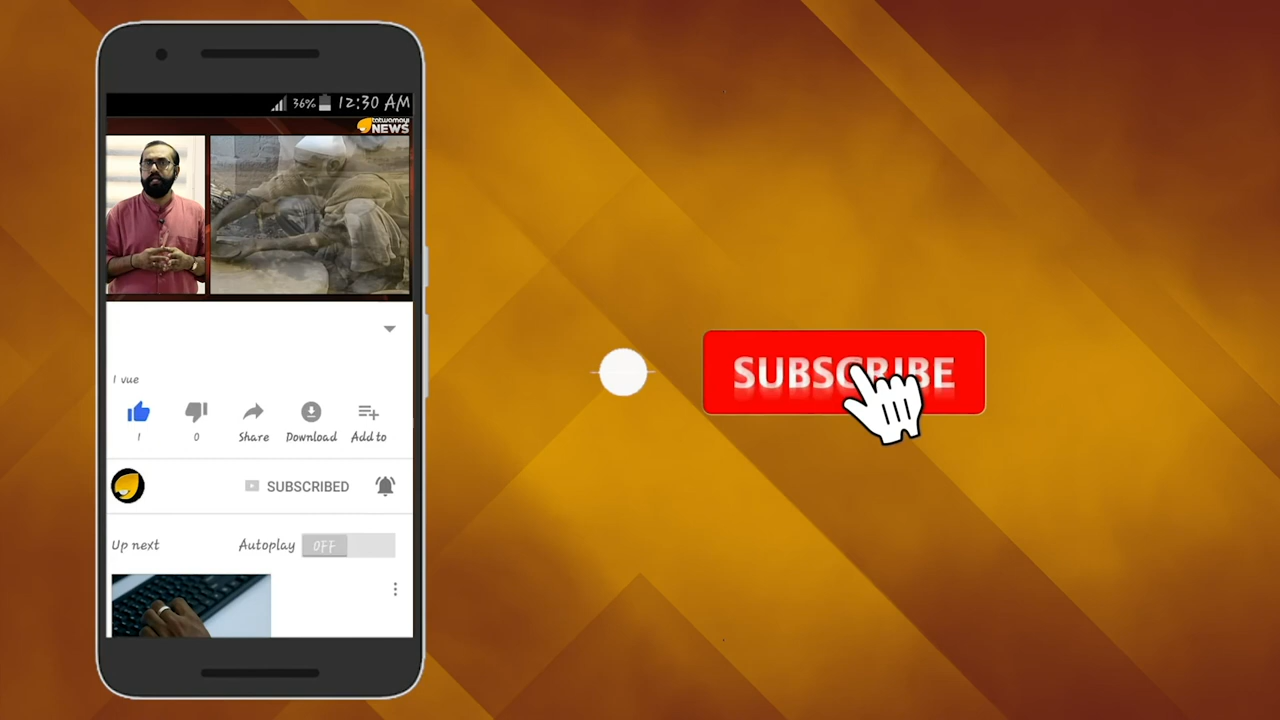 36% 12:30 AM
tatwamayi
NEWS
1 vue
1 0 Share Download Add to
SUBSCRIBED
Up next Autoplay OFF
SUBSCRIBE